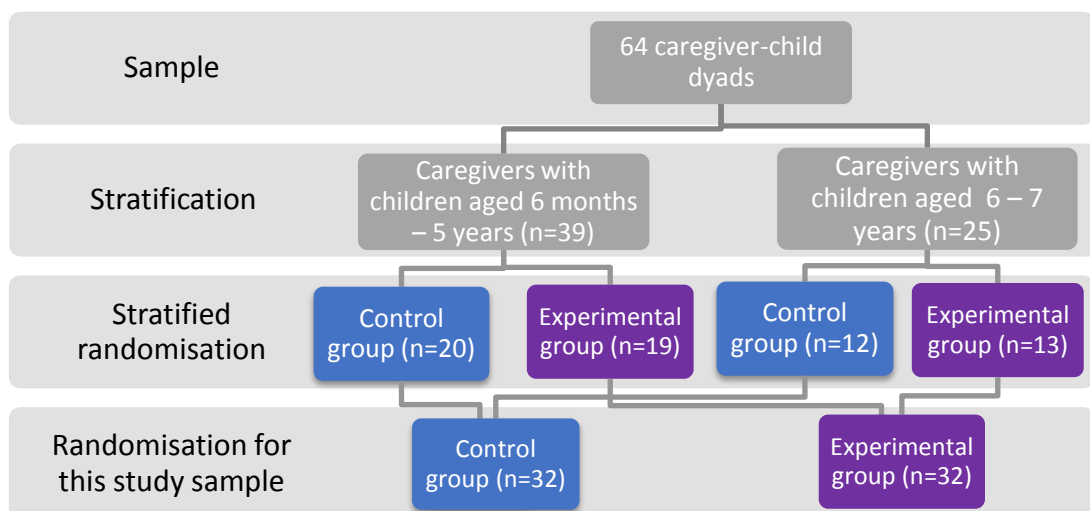 Sample
64 caregiver-child
dyads
Stratification
Caregivers with
children aged 6 months
– 5 years (n=39)
Caregivers with
children aged 6 – 7
years (n=25)
Stratified
randomisation
Control
group (n=20)
Experimental
group (n=19)
Control
group (n=12)
Experimental
group (n=13)
Randomisation for
this study sample
Control
group (n=32)
Experimental
group (n=32)